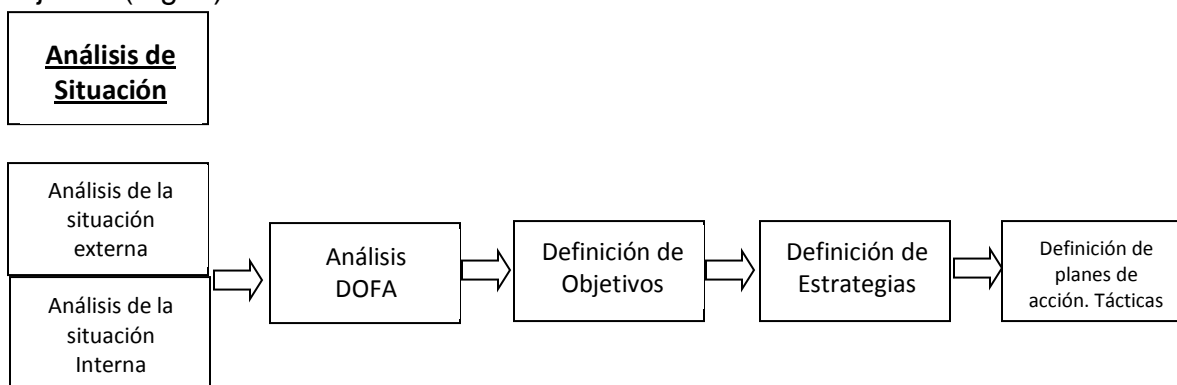 Análisis de
Situación
Análisis de la
situación
externa
Análisis de la
situación
Interna
Análisis
DOFA
Definición de
Objetivos
Definición de
Estrategias
Definición de
planes de
acción. Tácticas